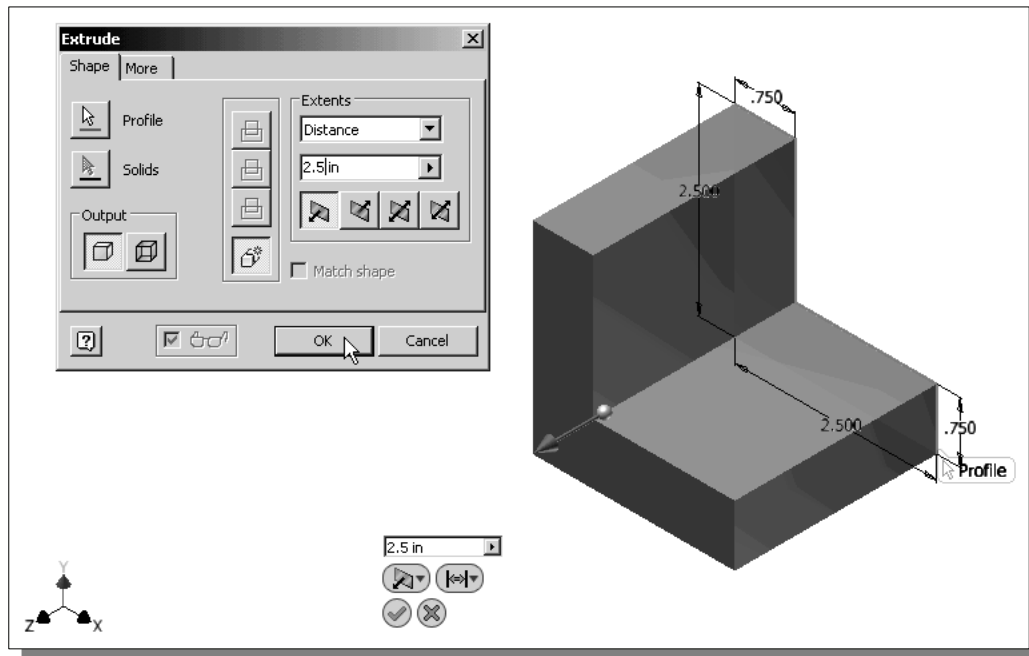 Extrude
Shape More
Profile
Solids
Output
Extents
Distance
2.5 in
Match shape
OK Cancel
.750
2.500
2.500
.750
Profile
2.5 in
Y
Z X